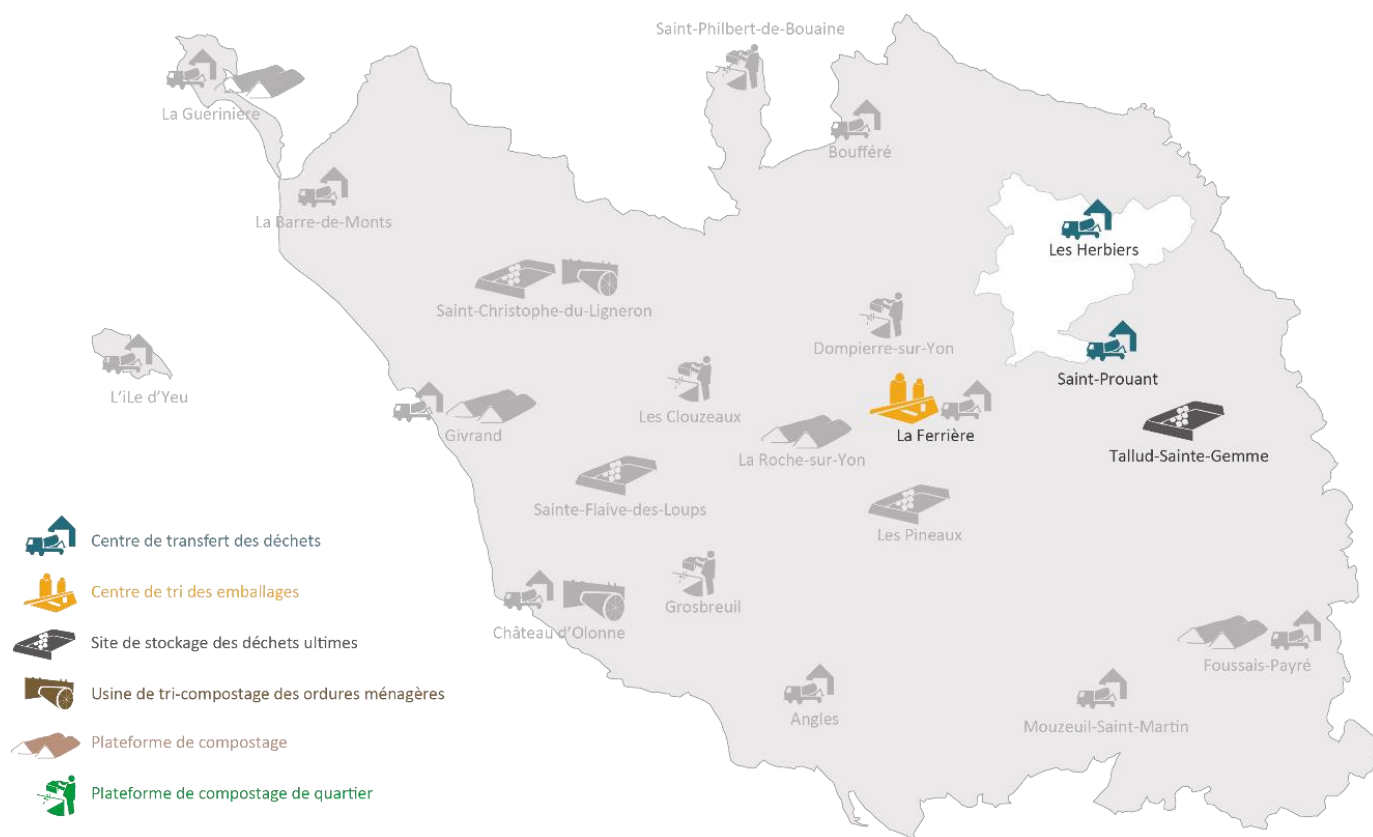 Saint-Philbert-de-Bouaine
La Guérinière
Boufféré
La Barre-de-Monts
Les Herbiers
Saint-Christophe-du-Ligneron
Dompierre-sur-Yon
Saint-Prouant
L'iLe d'Yeu
Les Clouzeaux
Givrand
La Ferrière
La Roche-sur-Yon
Tallud-Sainte-Gemme
Sainte-Flaive-des-Loups
Les Pineaux
Centre de transfert des déchets
Centre de tri des emballages
Grosbreuil
Château d'Olonne
Site de stockage des déchets ultimes
Foussais-Payré
Usine de tri-compostage des ordures ménagères
Angles
Mouzeuil-Saint-Martin
Plateforme de compostage
Plateforme de compostage de quartier